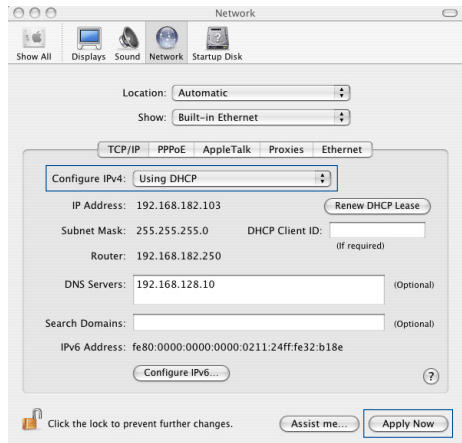 Network
Show All Displays Sound Network Startup Disk
Location: Automatic
Show: Built-in Ethernet
TCP/IP PPPoE AppleTalk Proxies Ethernet
Configure IPv4: Using DHCP
IP Address: 192.168.182.103 Renew DHCP Lease
Subnet Mask: 255.255.255.0 DHCP Client ID:
(If required)
Router: 192.168.182.250
DNS Servers: 192.168.128.10 (Optional)
Search Domains: (Optional)
IPv6 Address: fe80:0000:0000:0000:0211:24ff:fe32:b18e
Configure IPv6... ?
Click the lock to prevent further changes. Assist me... Apply Now